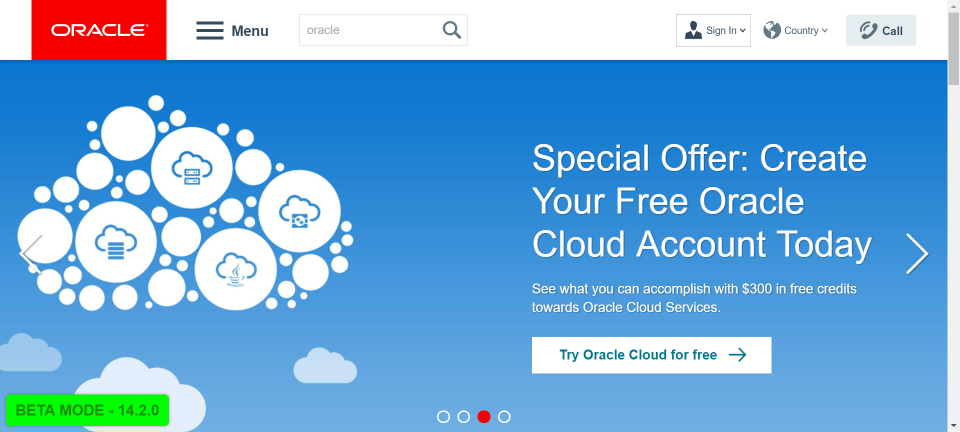 ORACLE
Menu
oracle
Sign In
Country
Call
Special Offer: Create
Your Free Oracle
Cloud Account Today
See what you can accomplish with $300 in free credits
towards Oracle Cloud Services.
Try Oracle Cloud for free
BETA MODE - 14.2.0